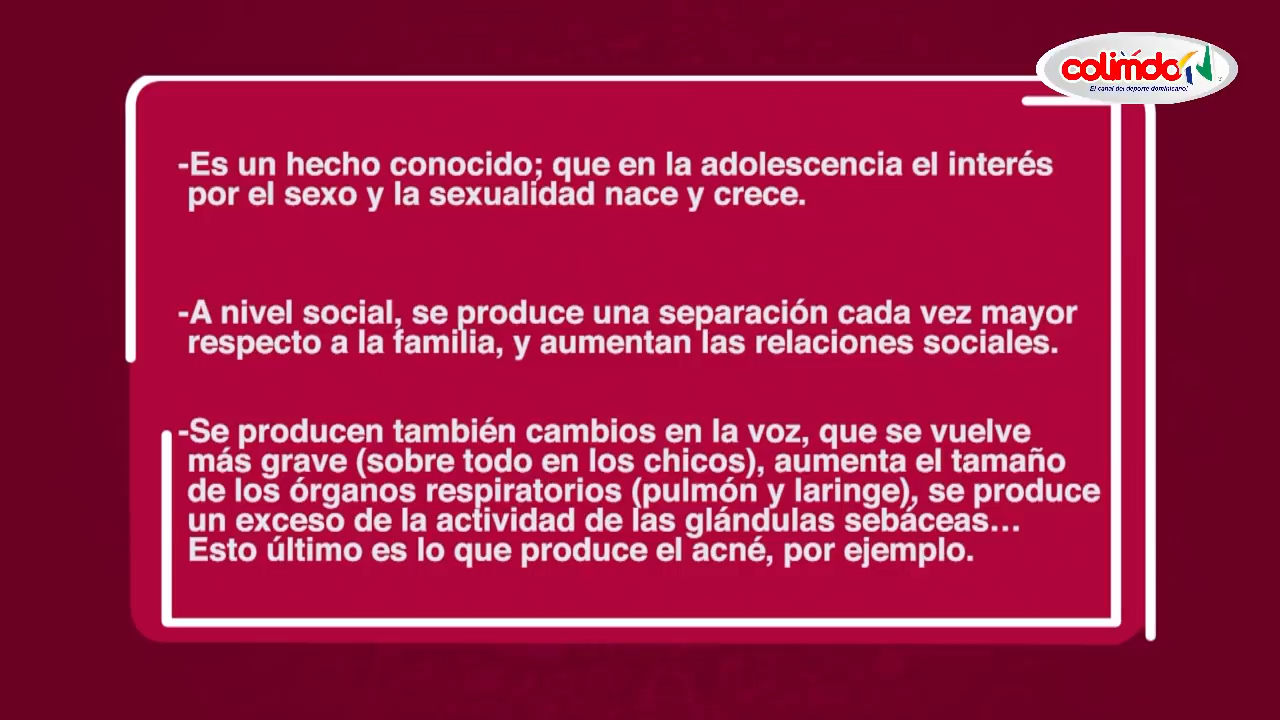 colimdo
El canal del deporte dominicano!
-Es un hecho conocido; que en la adolescencia el interés
por el sexo y la sexualidad nace y crece.
-A nivel social, se produce una separación cada vez mayor
respecto a la familia, y aumentan las relaciones sociales.
-Se producen también cambios en la voz, que se vuelve
más grave (sobre todo en los chicos), aumenta el tamaño
de los órganos respiratorios (pulmón y laringe), se produce
un exceso de la actividad de las glándulas sebáceas...
Esto último es lo que produce el acné, por ejemplo.